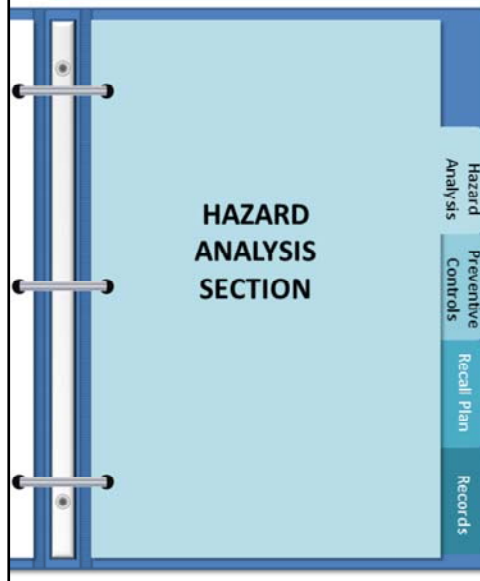 HAZARD
ANALYSIS
SECTION
Hazard
Analysis
Preventive
Controls
Recall Plan
Records